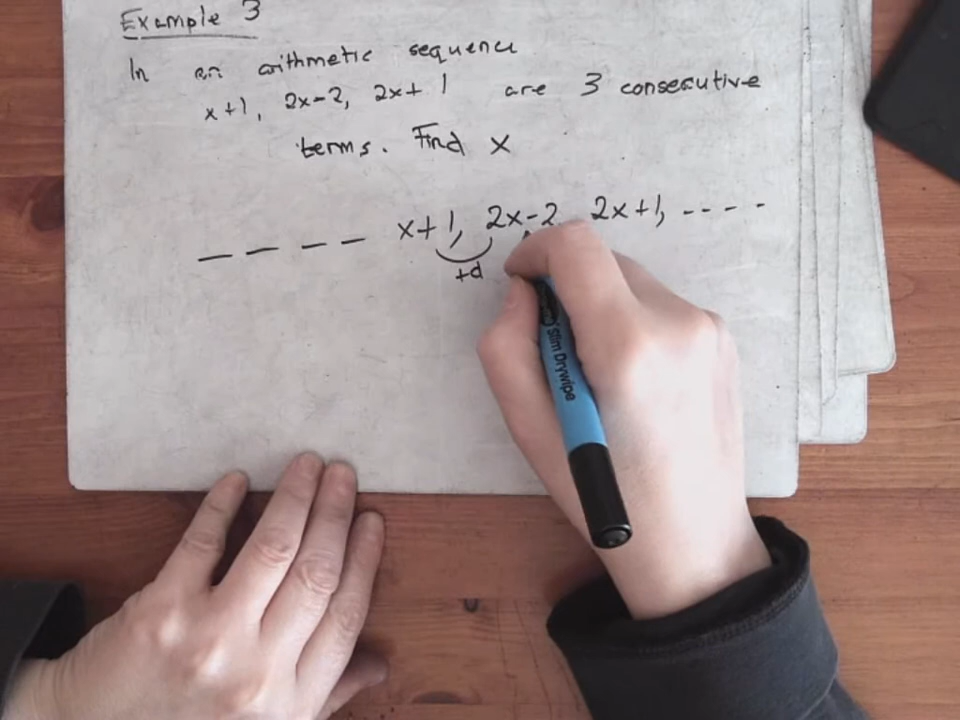 Example 3
In an arithmetic sequence
x+1, 2x-2, 2x+1 are 3 consecutive
terms. Find x
_ _ _ _ x+1, 2x-2 2x+1, - - - -
+d
Slim Drywipe